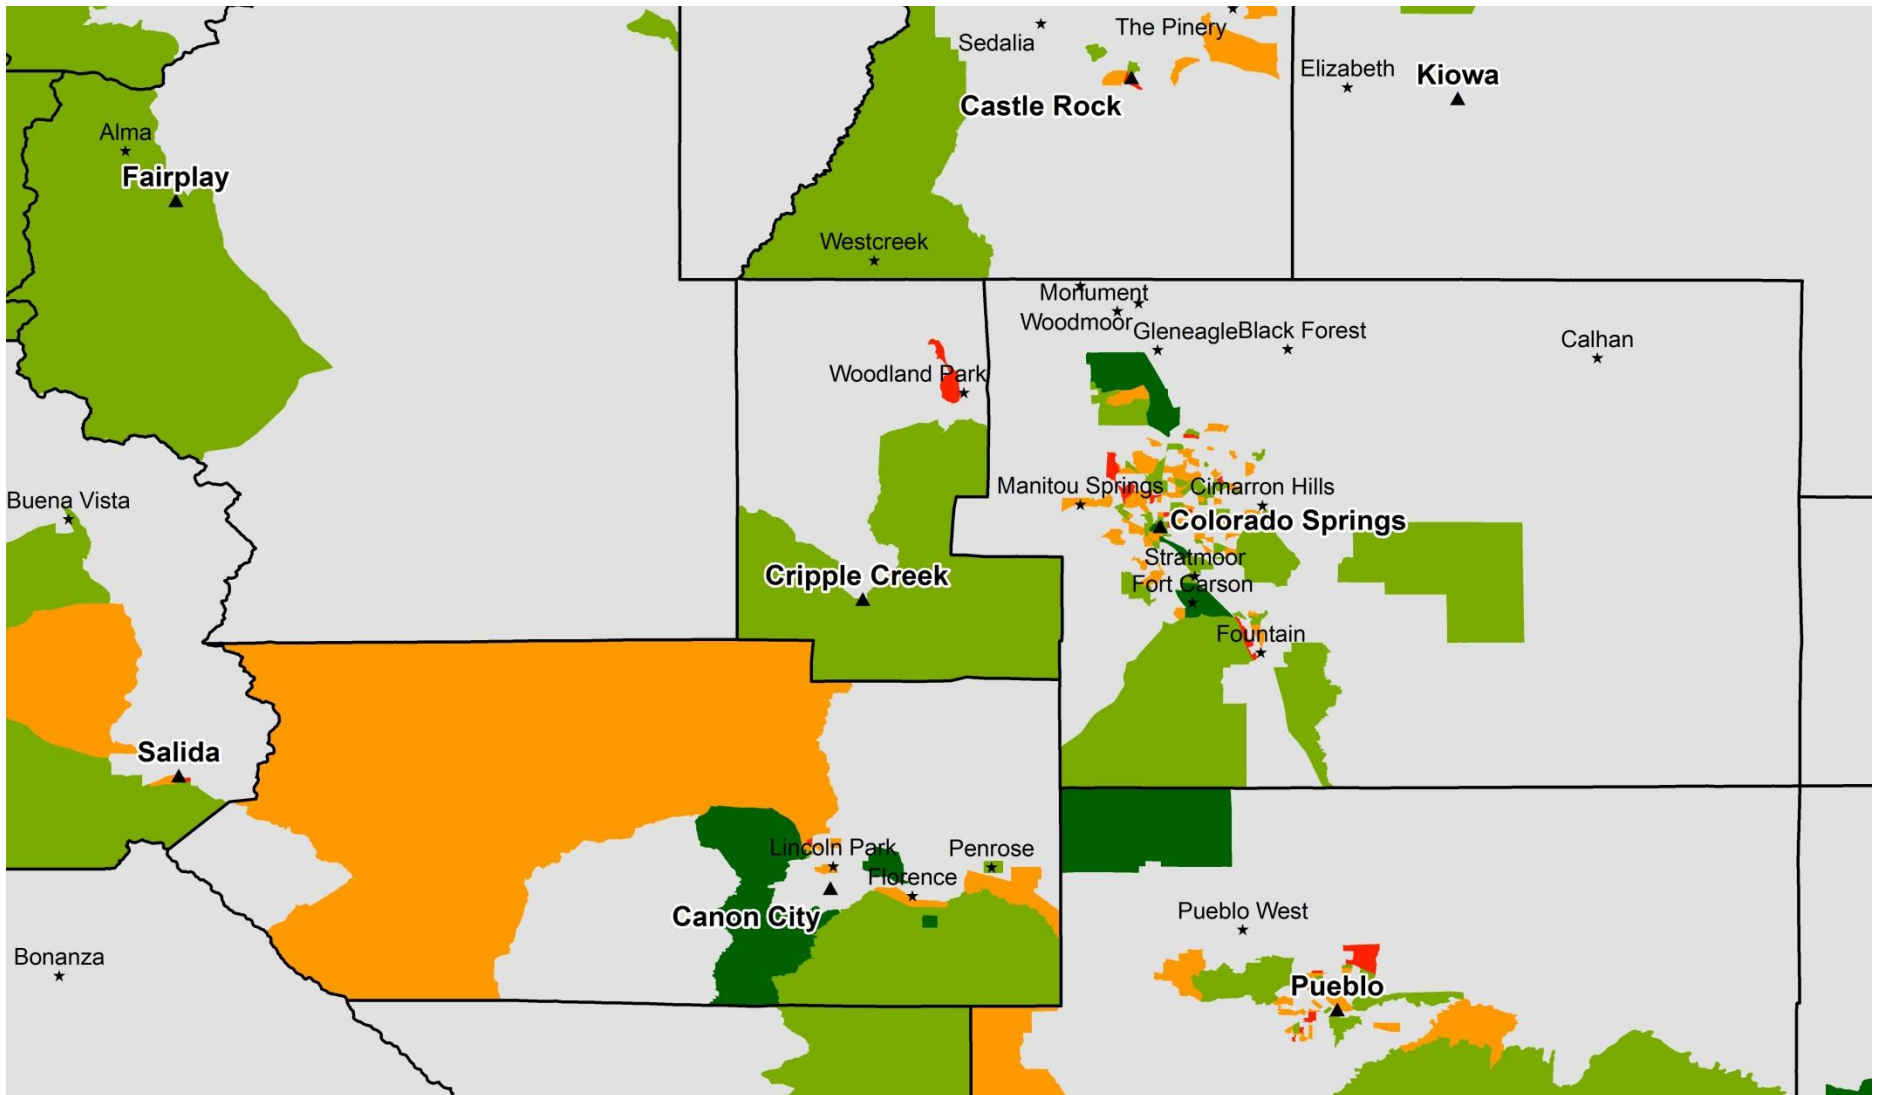 The Pinery
Sedalia
Elizabeth
Kiowa
Castle Rock
Alma
Fairplay
Westcreek
Monument
Woodmoor
Gleneagle
Black Forest
Calhan
Woodland Park
Manitou Springs
Cimarron Hills
Buena Vista
Colorado Springs
Stratmoor
Cripple Creek
Fort Carson
Fountain
Salida
Lincoln Park
Penrose
Florence
Canon City
Pueblo West
Bonanza
Pueblo